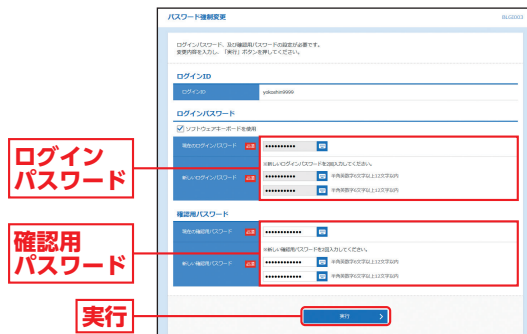 パスワード強制変更
BLGI003
ログインパスワード、及び確認用パスワードの設定が必要です。
変更内容を入力し、「実行」ボタンを押してください。
ログインID
ログインID
yokoshin9999
ログインパスワード
ソフトウェアキーボードを使用
現在のログインパスワード 必須
●●●●●●●●●●
※新しいログインパスワードを2回入力してください。
新しいログインパスワード 必須
●●●●●●●●●● 半角英数字6文字以上12文字以内
●●●●●●●●●● 半角英数字6文字以上12文字以内
確認用パスワード
現在の確認用パスワード 必須
●●●●●●●●●●
※新しい確認用パスワードを2回入力してください。
新しい確認用パスワード 必須
●●●●●●●●●● 半角英数字6文字以上12文字以内
●●●●●●●●●● 半角英数字6文字以上12文字以内
実行
ログイン
パスワード
確認用
パスワード
実行